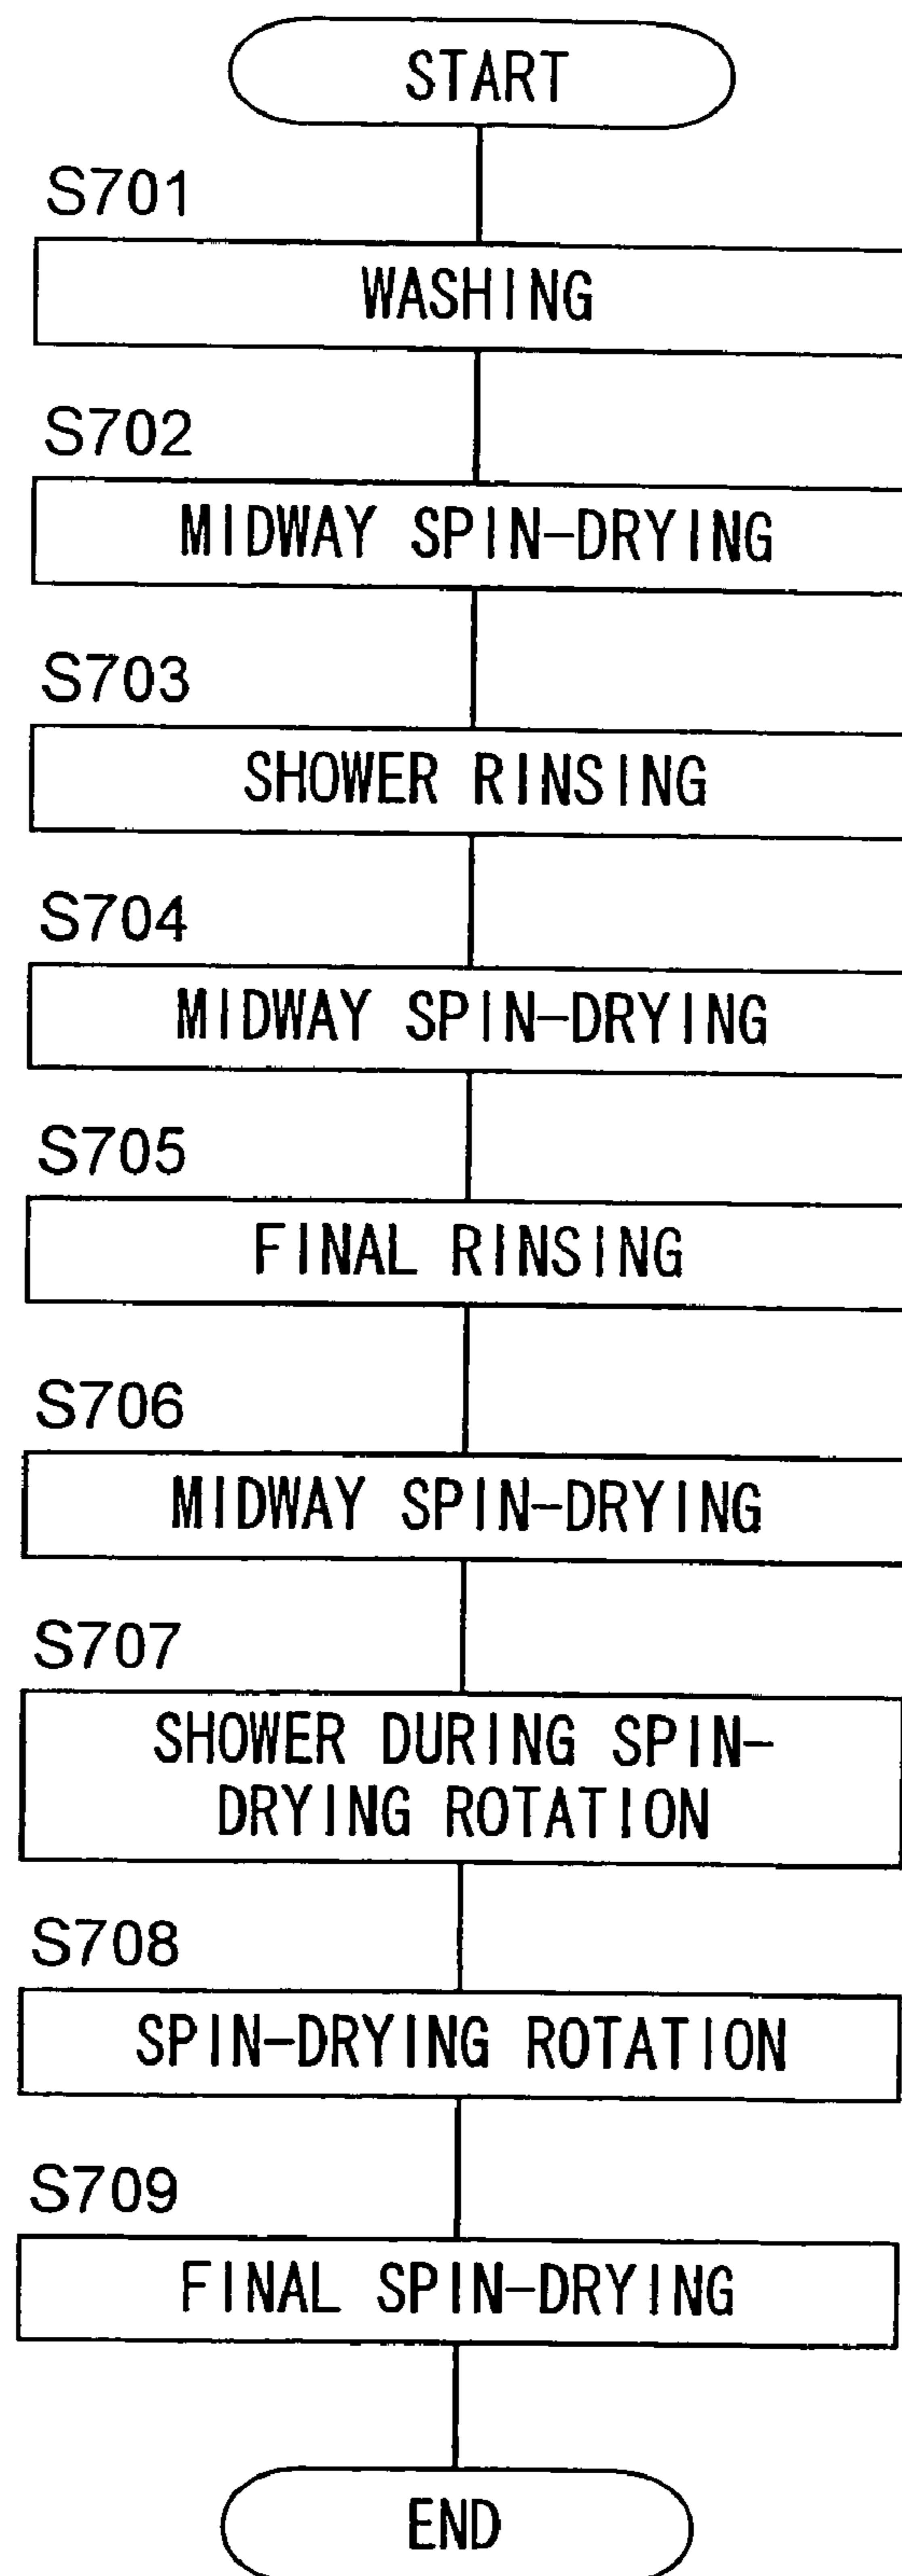 START
S701
WASHING
S702
MIDWAY SPIN-DRYING
S703
SHOWER RINSING
S704
MIDWAY SPIN-DRYING
S705
FINAL RINSING
S706
MIDWAY SPIN-DRYING
S707
SHOWER DURING SPIN-
DRYING ROTATION
S708
SPIN-DRYING ROTATION
S709
FINAL SPIN-DRYING
END